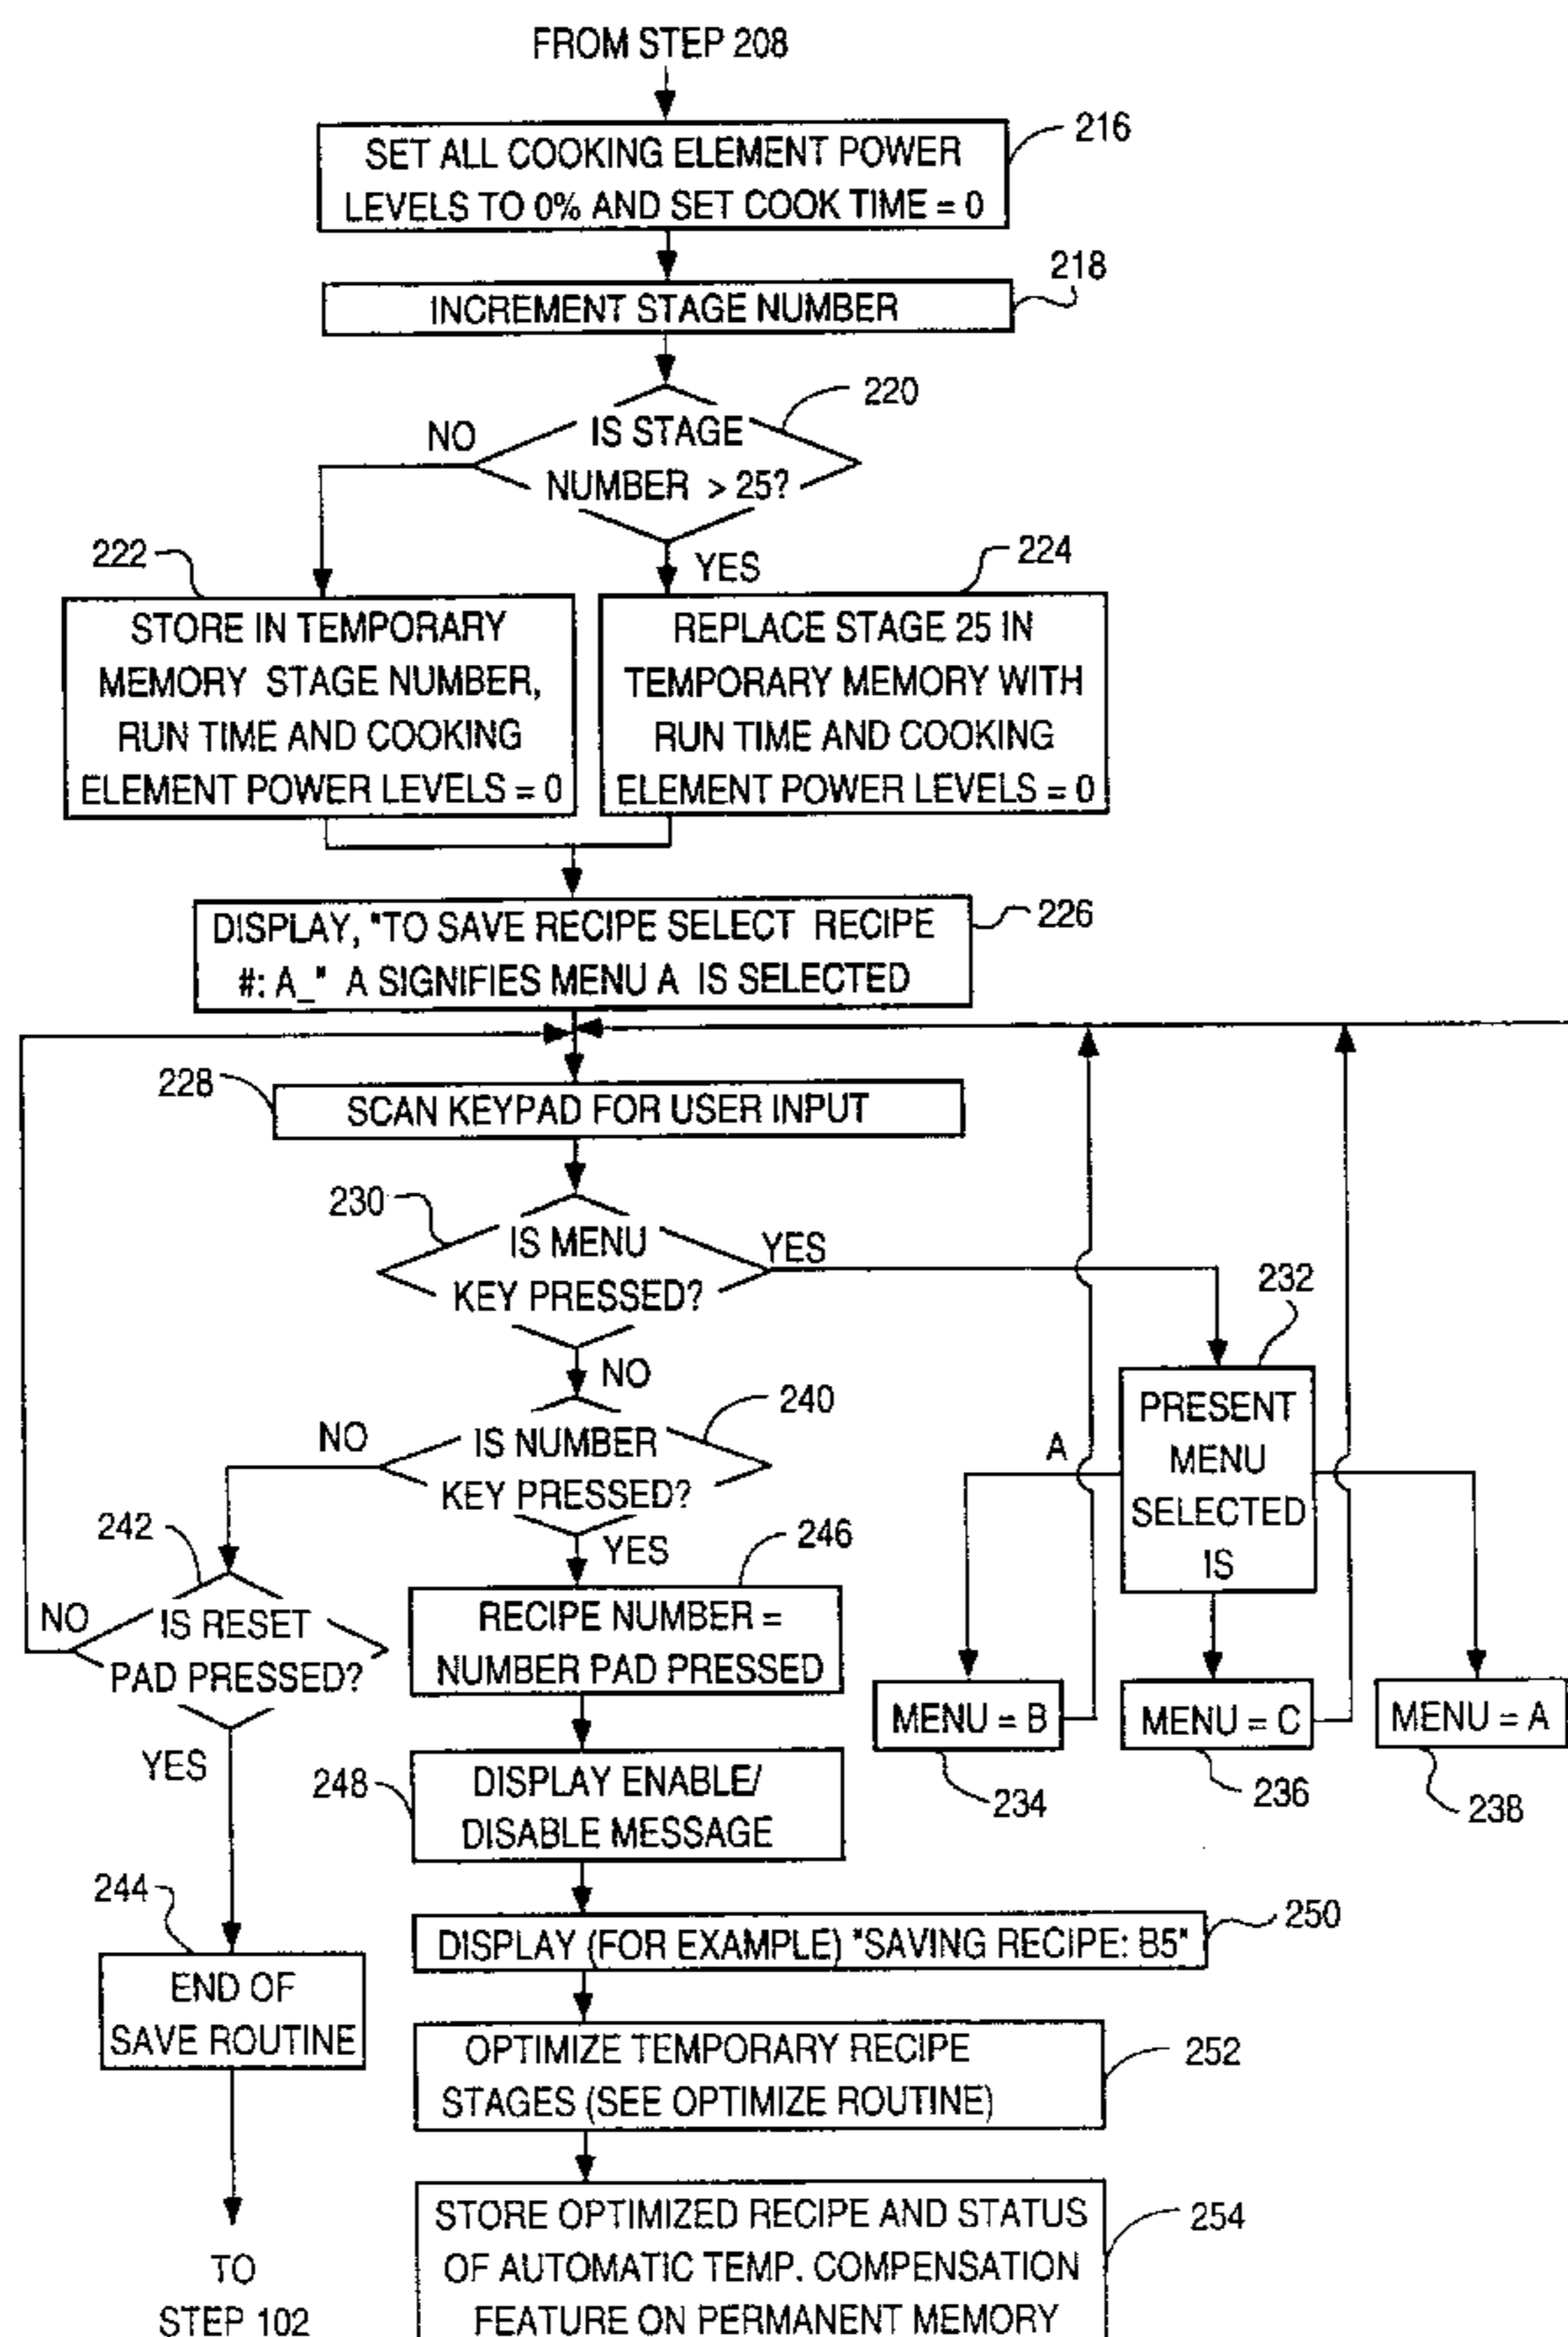 FROM STEP 208
216
SET ALL COOKING ELEMENT POWER
LEVELS TO 0% AND SET COOK TIME = 0
218
INCREMENT STAGE NUMBER
220
IS STAGE
NUMBER > 25?
NO
YES
222
STORE IN TEMPORARY
MEMORY STAGE NUMBER,
RUN TIME AND COOKING
ELEMENT POWER LEVELS = 0
224
REPLACE STAGE 25 IN
TEMPORARY MEMORY WITH
RUN TIME AND COOKING
ELEMENT POWER LEVELS = 0
226
DISPLAY, "TO SAVE RECIPE SELECT RECIPE
#: A_" A SIGNIFIES MENU A IS SELECTED
228
SCAN KEYPAD FOR USER INPUT
230
IS MENU
KEY PRESSED?
YES
NO
232
PRESENT
MENU
SELECTED
IS
A
MENU = B
234
MENU = C
236
MENU = A
238
240
IS NUMBER
KEY PRESSED?
NO
YES
242
IS RESET
PAD PRESSED?
NO
YES
244
END OF
SAVE ROUTINE
TO
STEP 102
246
RECIPE NUMBER =
NUMBER PAD PRESSED
248
DISPLAY ENABLE/
DISABLE MESSAGE
250
DISPLAY (FOR EXAMPLE) "SAVING RECIPE: B5"
252
OPTIMIZE TEMPORARY RECIPE
STAGES (SEE OPTIMIZE ROUTINE)
254
STORE OPTIMIZED RECIPE AND STATUS
OF AUTOMATIC TEMP. COMPENSATION
FEATURE ON PERMANENT MEMORY